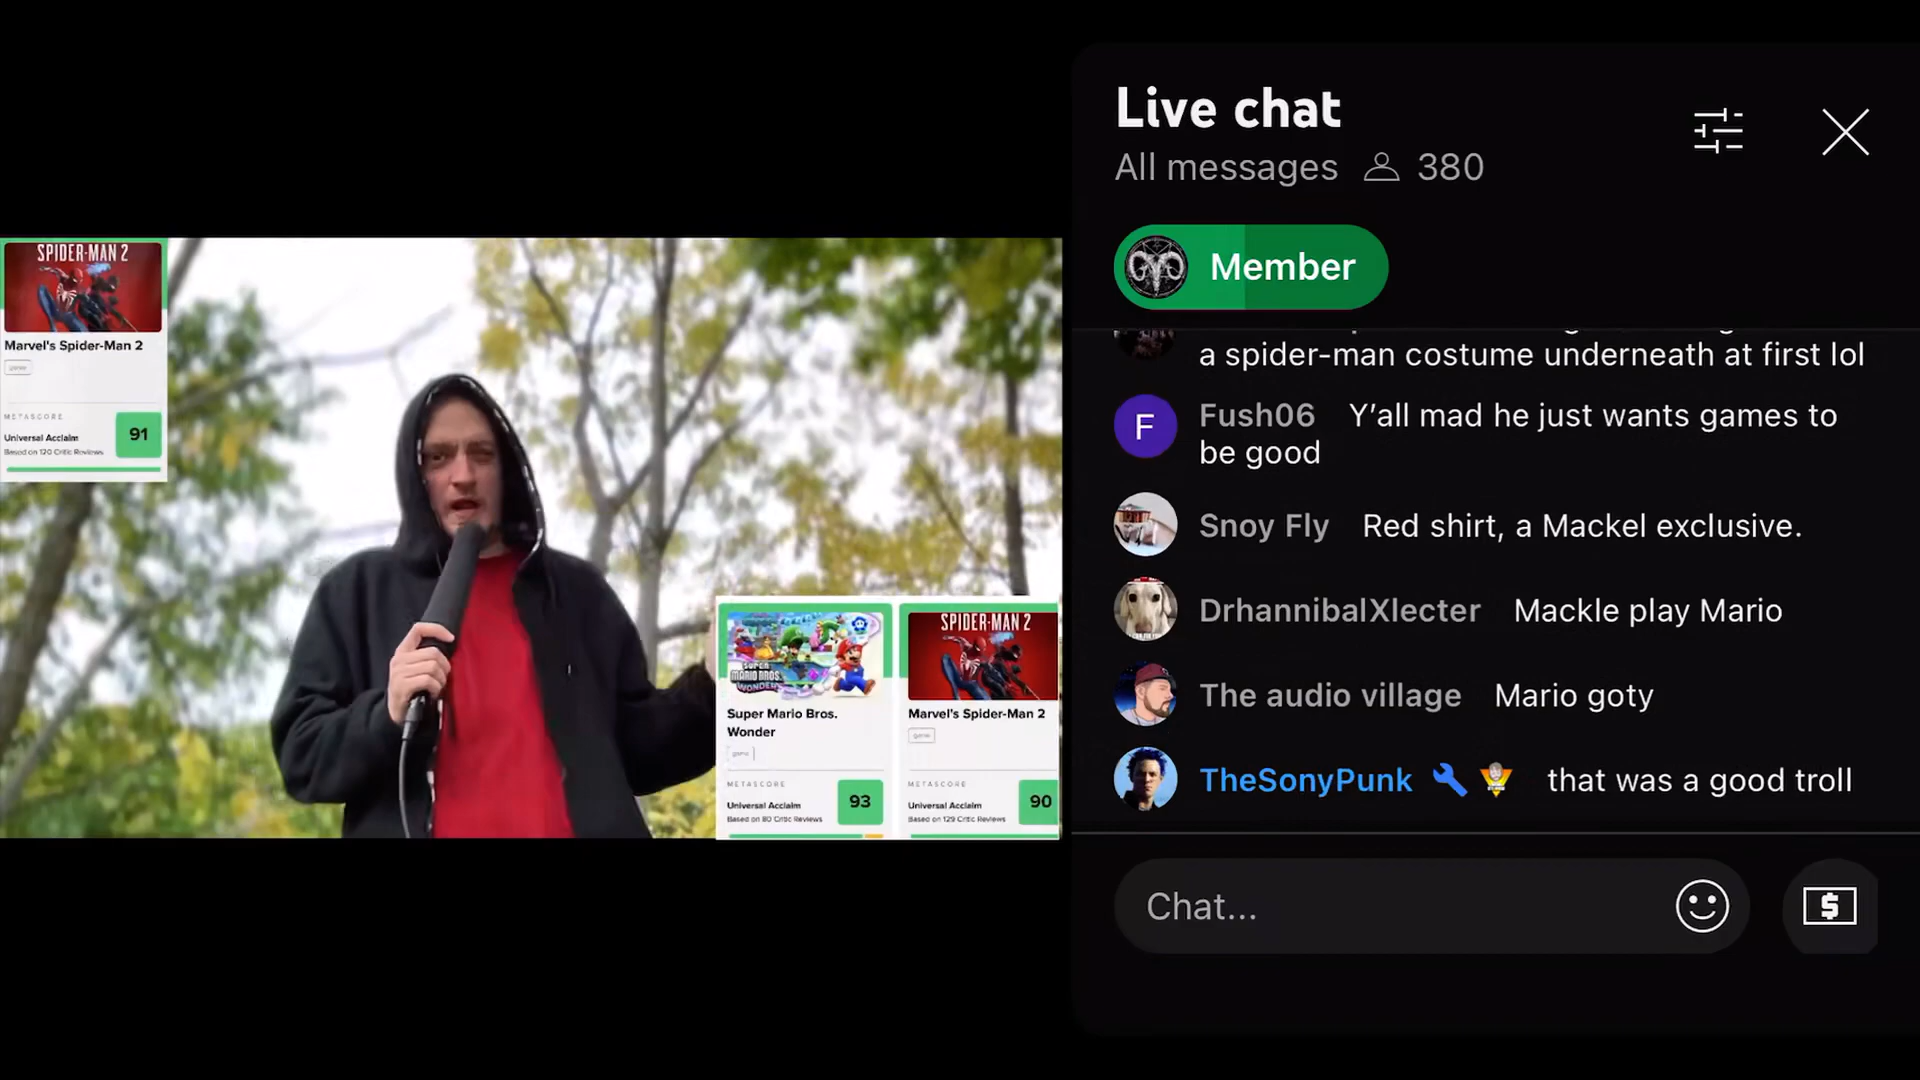 SPIDER-MAN 2
Marvel's Spider-Man 2
game
METASCORE
Universal Acclaim
Based on 120 Critic Reviews
91
SUPER
MARIO BROS.
WONDER
Super Mario Bros.
Wonder
game
METASCORE
Universal Acclaim
Based on 80 Critic Reviews
93
SPIDER-MAN 2
Marvel's Spider-Man 2
game
METASCORE
Universal Acclaim
Based on 129 Critic Reviews
90
Live chat
All messages 380
Member
a spider-man costume underneath at first lol
F
Fush06 Y’all mad he just wants games to
be good
Snoy Fly Red shirt, a Mackel exclusive.
DrhannibalXlecter Mackle play Mario
The audio village Mario goty
TheSonyPunk that was a good troll
Chat...
$